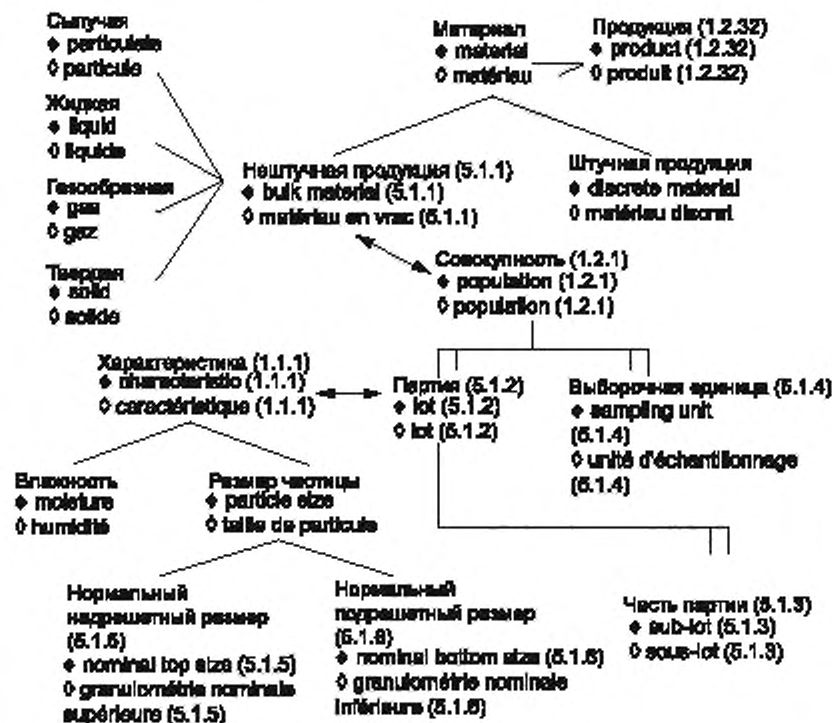 Сыпучая
♦ particulate
◊ particule
Жидкая
♦ liquid
◊ liquide
Газообразная
♦ gas
◊ gaz
Твердая
♦ solid
◊ solide
Материал
♦ material
◊ matériau
Продукция (1.2.32)
♦ product (1.2.32)
◊ produit (1.2.32)
Нештучная продукция (5.1.1)
♦ bulk material (5.1.1)
◊ matériau en vrac (5.1.1)
Штучная продукция
♦ discrete material
◊ matériau discret
Совокупность (1.2.1)
♦ population (1.2.1)
◊ population (1.2.1)
Характеристика (1.1.1)
♦ characteristic (1.1.1)
◊ caractéristique (1.1.1)
Партия (5.1.2)
♦ lot (5.1.2)
◊ lot (5.1.2)
Выборочная единица (5.1.4)
♦ sampling unit
(5.1.4)
◊ unité d'échantillonnage
(5.1.4)
Влажность
♦ moisture
◊ humidité
Размер частицы
♦ particle size
◊ taille de particule
Нормальный
надрешетный размер
(5.1.5)
♦ nominal top size (5.1.5)
◊ granulométrie nominale
supérieure (5.1.5)
Нормальный
подрешетный размер
(5.1.6)
♦ nominal bottom size (5.1.6)
◊ granulométrie nominale
inférieure (5.1.6)
Часть партии (5.1.3)
♦ sub-lot (5.1.3)
◊ sous-lot (5.1.3)